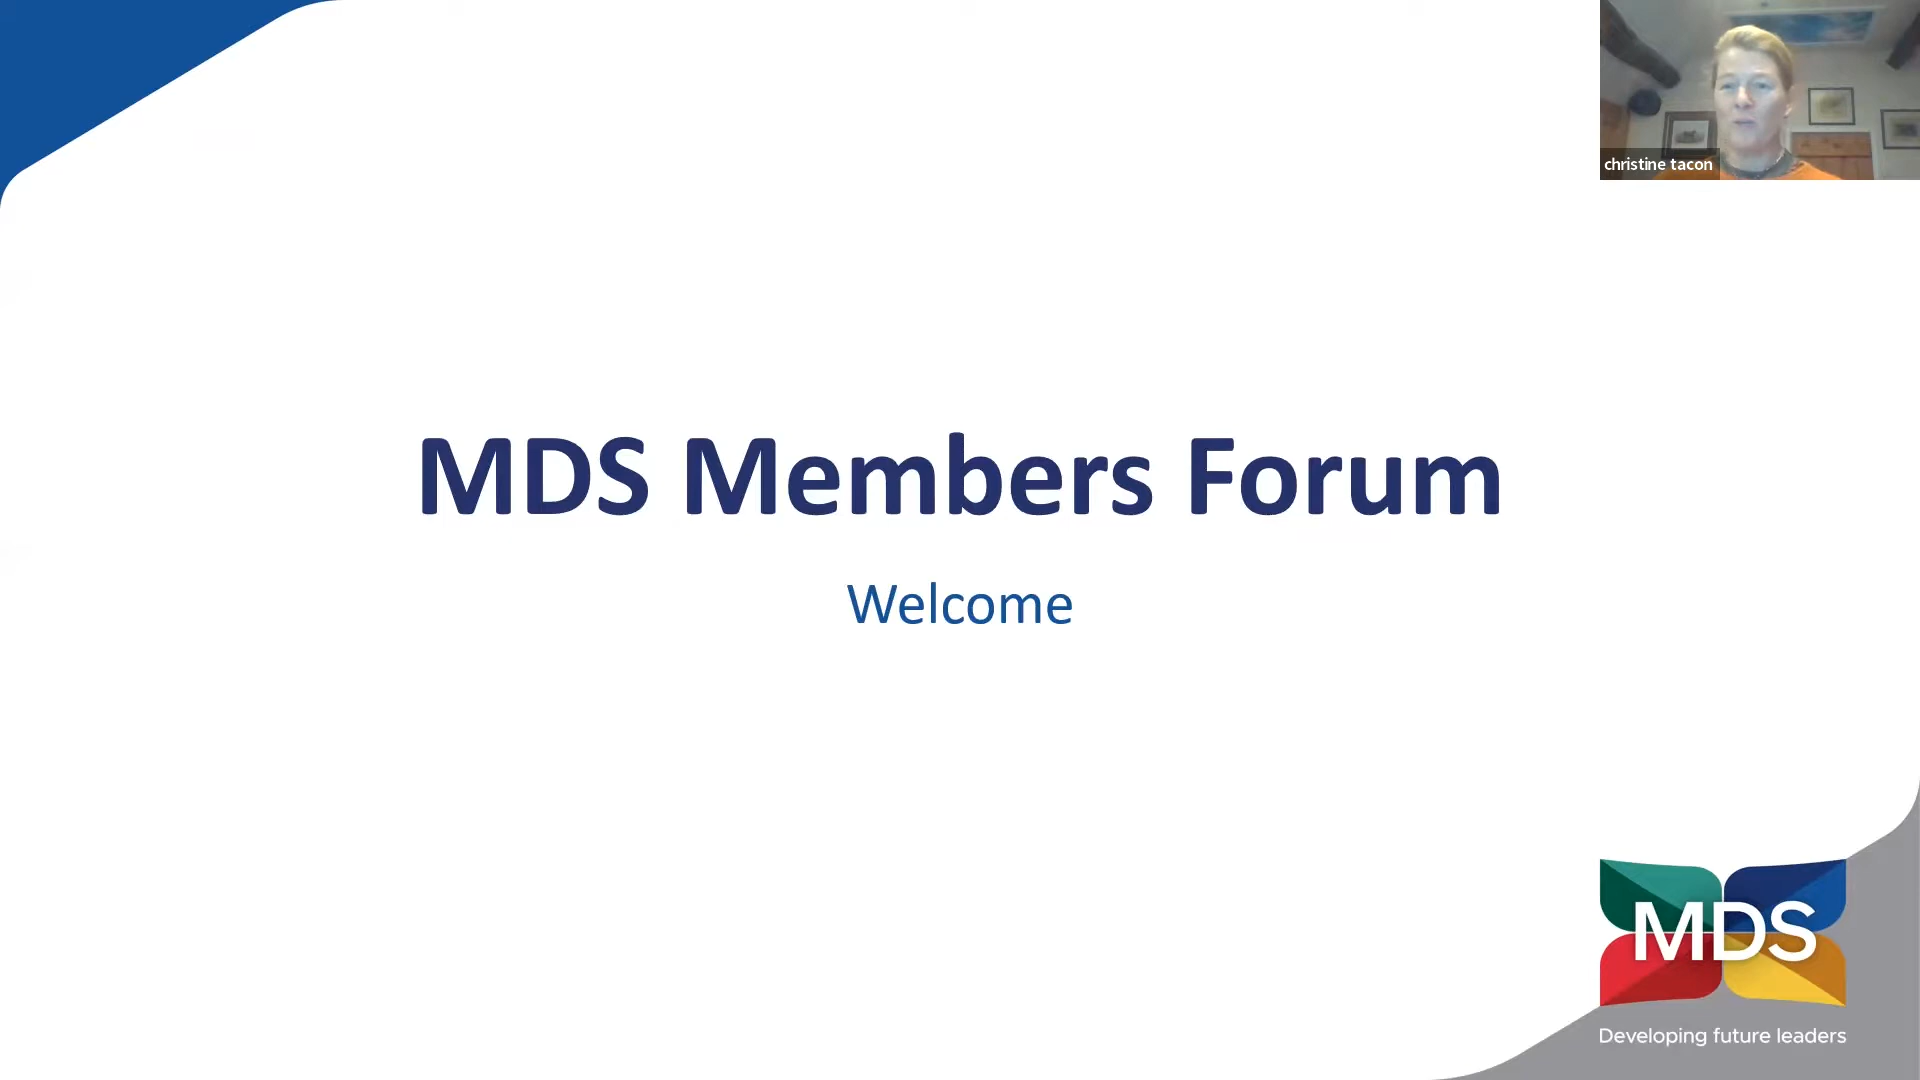 christine tacon
MDS Members Forum
Welcome
MDS
Developing future leaders